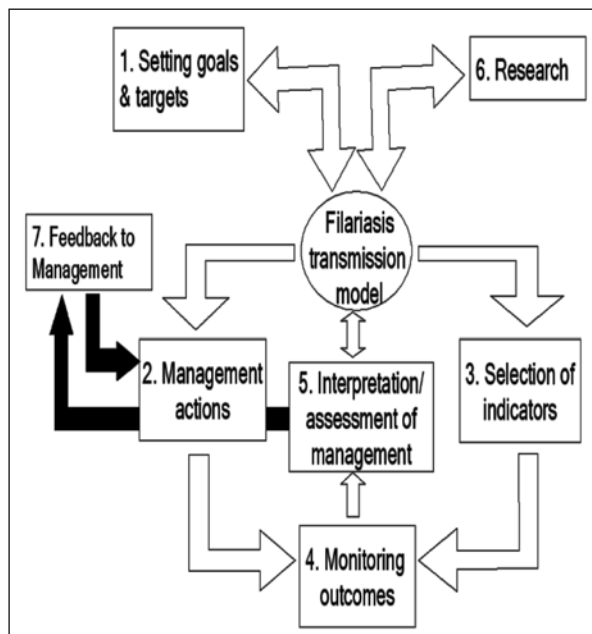 1. Setting goals
& targets
6. Research
Filariasis
transmission
model
7. Feedback to
Management
2. Management
actions
5. Interpretation/
assessment of
management
3. Selection of
indicators
4. Monitoring
outcomes